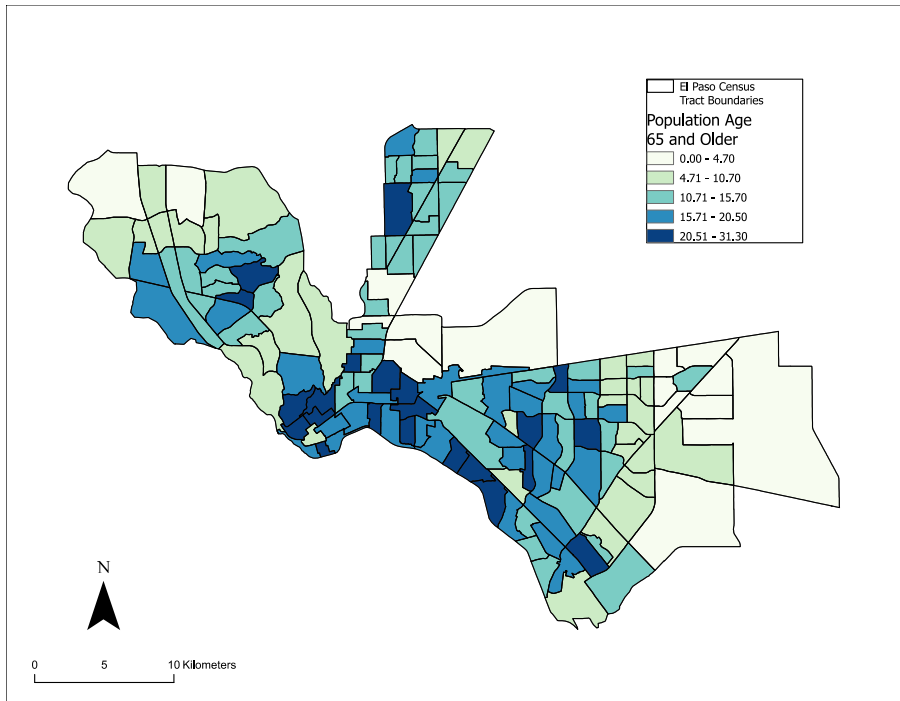 El Paso Census
Tract Boundaries
Population Age
65 and Older
0.00 - 4.70
4.71 - 10.70
10.71 - 15.70
15.71 - 20.50
20.51 - 31.30
N
0 5 10 Kilometers